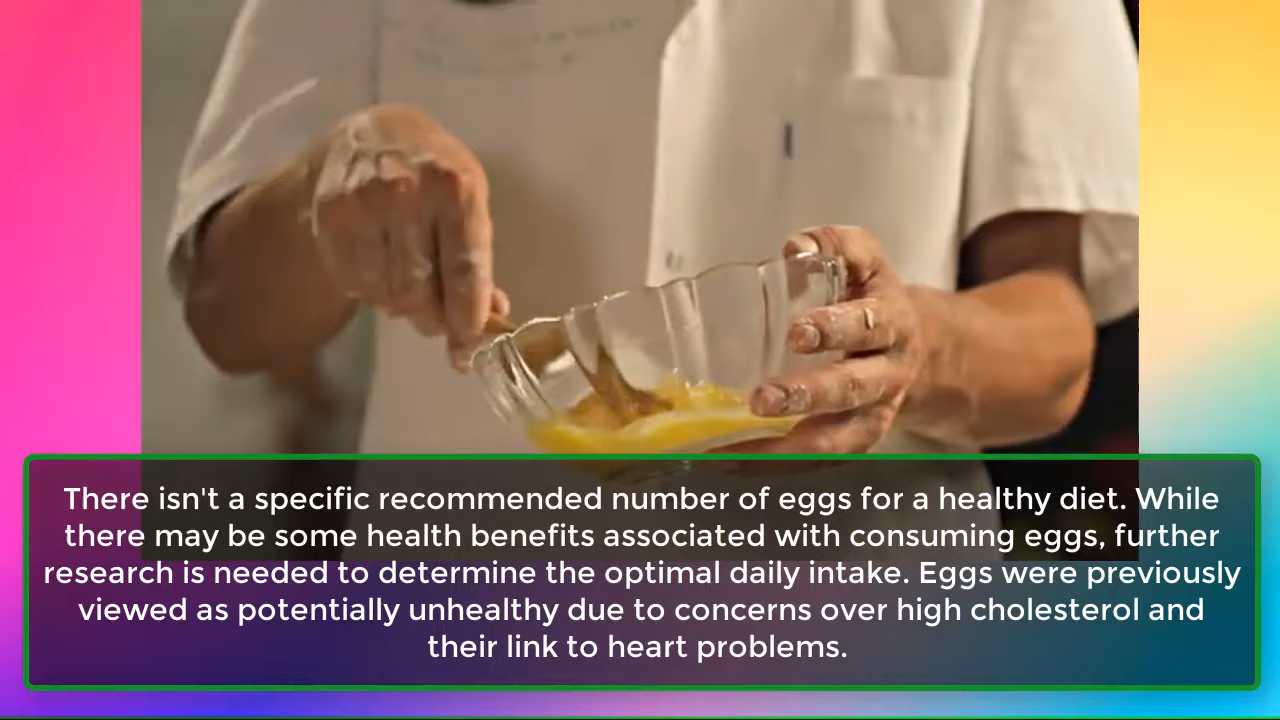 There isn't a specific recommended number of eggs for a healthy diet. While
there may be some health benefits associated with consuming eggs, further
research is needed to determine the optimal daily intake. Eggs were previously
viewed as potentially unhealthy due to concerns over high cholesterol and
their link to heart problems.